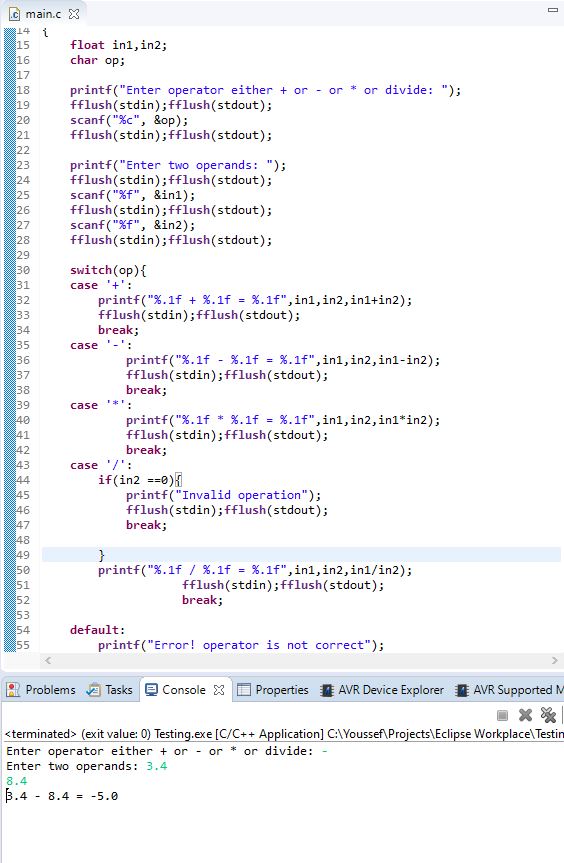 main.c
14 {
15 float in1,in2;
16 char op;
17
18 printf("Enter operator either + or - or * or divide: ");
19 fflush(stdin);fflush(stdout);
20 scanf("%c", &op);
21 fflush(stdin);fflush(stdout);
22
23 printf("Enter two operands: ");
24 fflush(stdin);fflush(stdout);
25 scanf("%f", &in1);
26 fflush(stdin);fflush(stdout);
27 scanf("%f", &in2);
28 fflush(stdin);fflush(stdout);
29
30 switch(op){
31 case '+':
32 printf("%.1f + %.1f = %.1f",in1,in2,in1+in2);
33 fflush(stdin);fflush(stdout);
34 break;
35 case '-':
36 printf("%.1f - %.1f = %.1f",in1,in2,in1-in2);
37 fflush(stdin);fflush(stdout);
38 break;
39 case '*':
40 printf("%.1f * %.1f = %.1f",in1,in2,in1*in2);
41 fflush(stdin);fflush(stdout);
42 break;
43 case '/':
44 if(in2 ==0){
45 printf("Invalid operation");
46 fflush(stdin);fflush(stdout);
47 break;
48
49 }
50 printf("%.1f / %.1f = %.1f",in1,in2,in1/in2);
51 fflush(stdin);fflush(stdout);
52 break;
53
54 default:
55 printf("Error! operator is not correct");
Problems Tasks Console Properties AVR Device Explorer AVR Supported M
<terminated> (exit value: 0) Testing.exe [C/C++ Application] C:\Youssef\Projects\Eclipse Workplace\Testin
Enter operator either + or - or * or divide: -
Enter two operands: 3.4
8.4
3.4 - 8.4 = -5.0